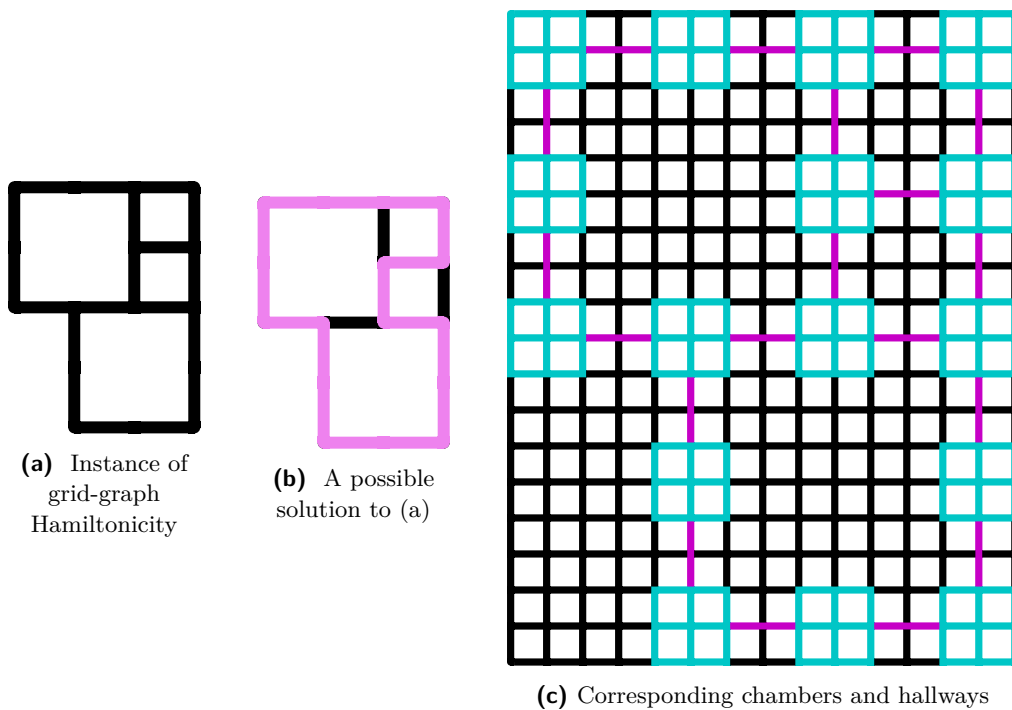 (a) Instance of
grid-graph
Hamiltonicity
(b) A possible
solution to (a)
(c) Corresponding chambers and hallways